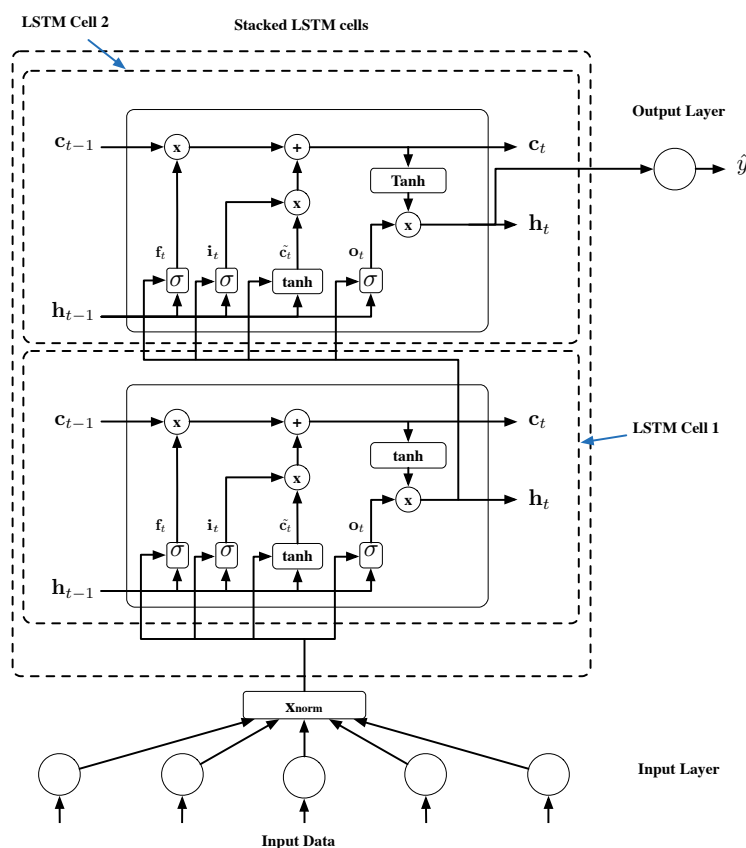 LSTM Cell 2
Stacked LSTM cells
Output Layer
c_{t−1}
x
+
c_t
ŷ
Tanh
x
x
h_t
f_t
i_t
c̃_t
o_t
σ
σ
tanh
σ
h_{t−1}
c_{t−1}
x
+
c_t
LSTM Cell 1
tanh
x
x
h_t
f_t
i_t
c̃_t
o_t
σ
σ
tanh
σ
h_{t−1}
x_{norm}
Input Layer
Input Data